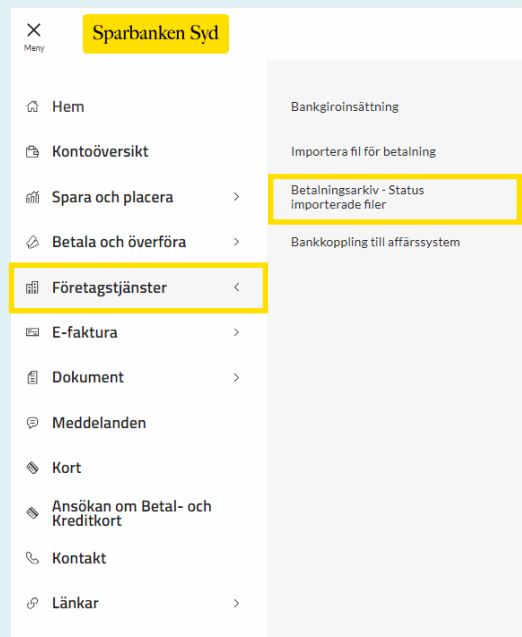 Meny
Sparbanken Syd
Hem
Kontoöversikt
Spara och placera
Betala och överföra
Företagstjänster
E-faktura
Dokument
Meddelanden
Kort
Ansökan om Betal- och
Kreditkort
Kontakt
Länkar
Bankgiroinsättning
Importera fil för betalning
Betalningsarkiv - Status
importerade filer
Bankkoppling till affärssystem